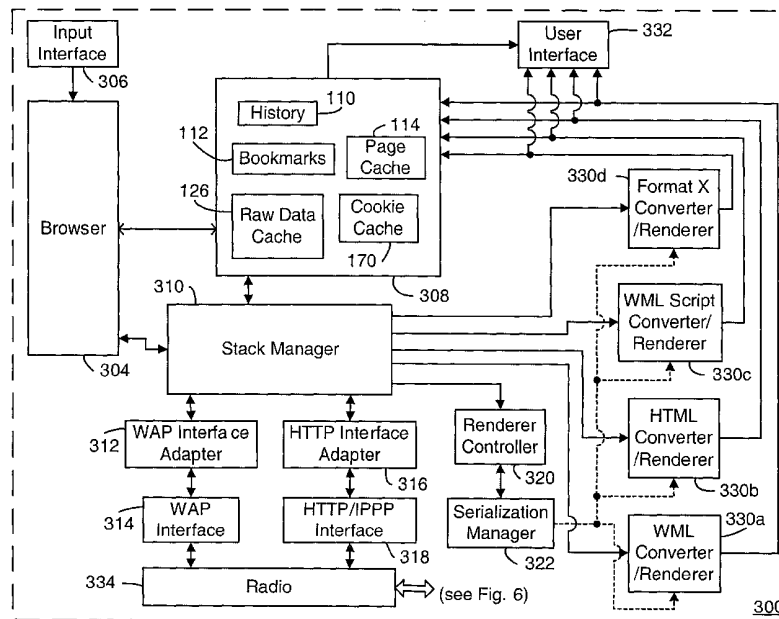 Input
Interface
306
User
Interface
332
History
110
114
112
Bookmarks
Page
Cache
126
Raw Data
Cache
Cookie
Cache
170
308
Browser
304
310
Stack Manager
330d
Format X
Converter
/Renderer
WML Script
Converter/
Renderer
330c
HTML
Converter
/Renderer
330b
330a
WML
Converter
/Renderer
312
WAP Interface
Adapter
HTTP Interface
Adapter
316
Renderer
Controller
320
314
WAP
Interface
HTTP/IPPP
Interface
318
Serialization
Manager
322
334
Radio
(see Fig. 6)
300